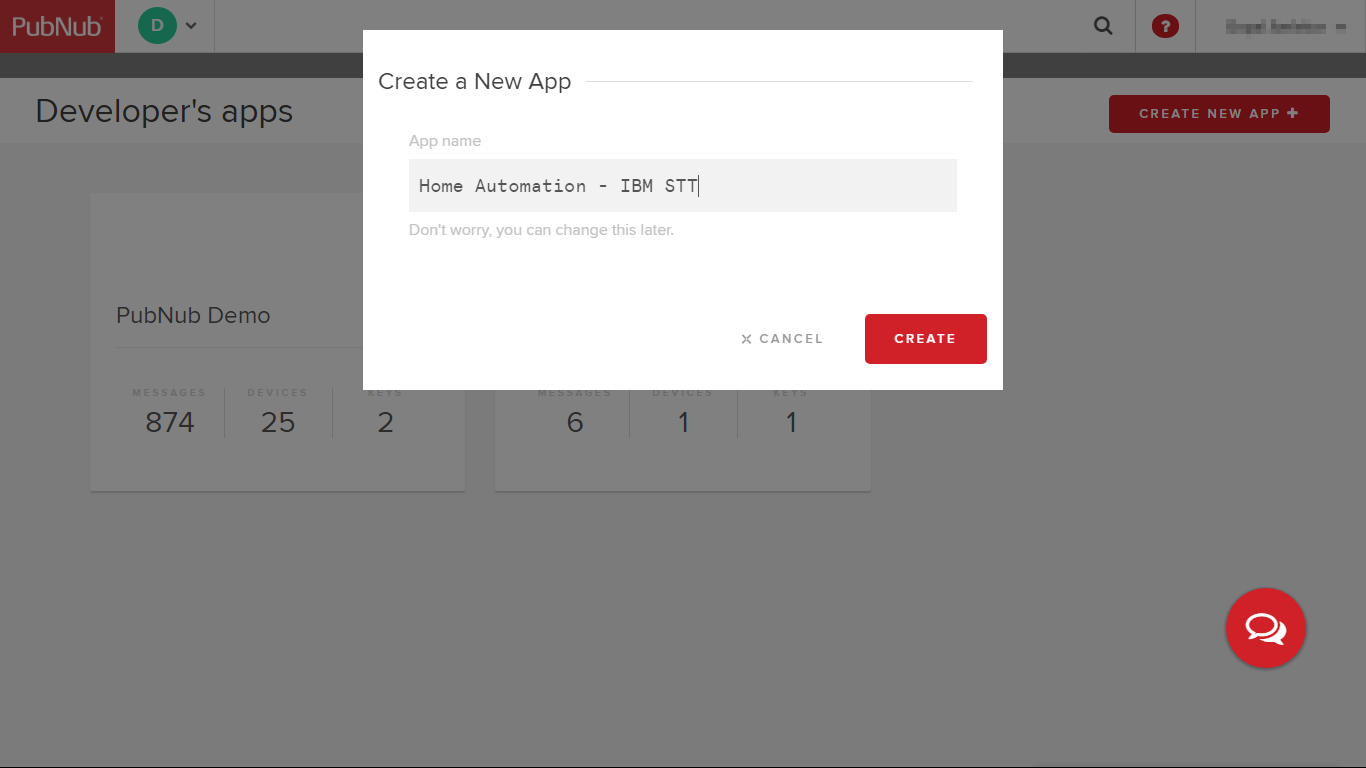 PubNub
D
?
Create a New App
Developer's apps
CREATE NEW APP
App name
Home Automation - IBM STT
Don't worry, you can change this later.
CANCEL
CREATE
PubNub Demo
MESSAGES DEVICES KEYS
874 25 2
MESSAGES DEVICES KEYS
6 1 1